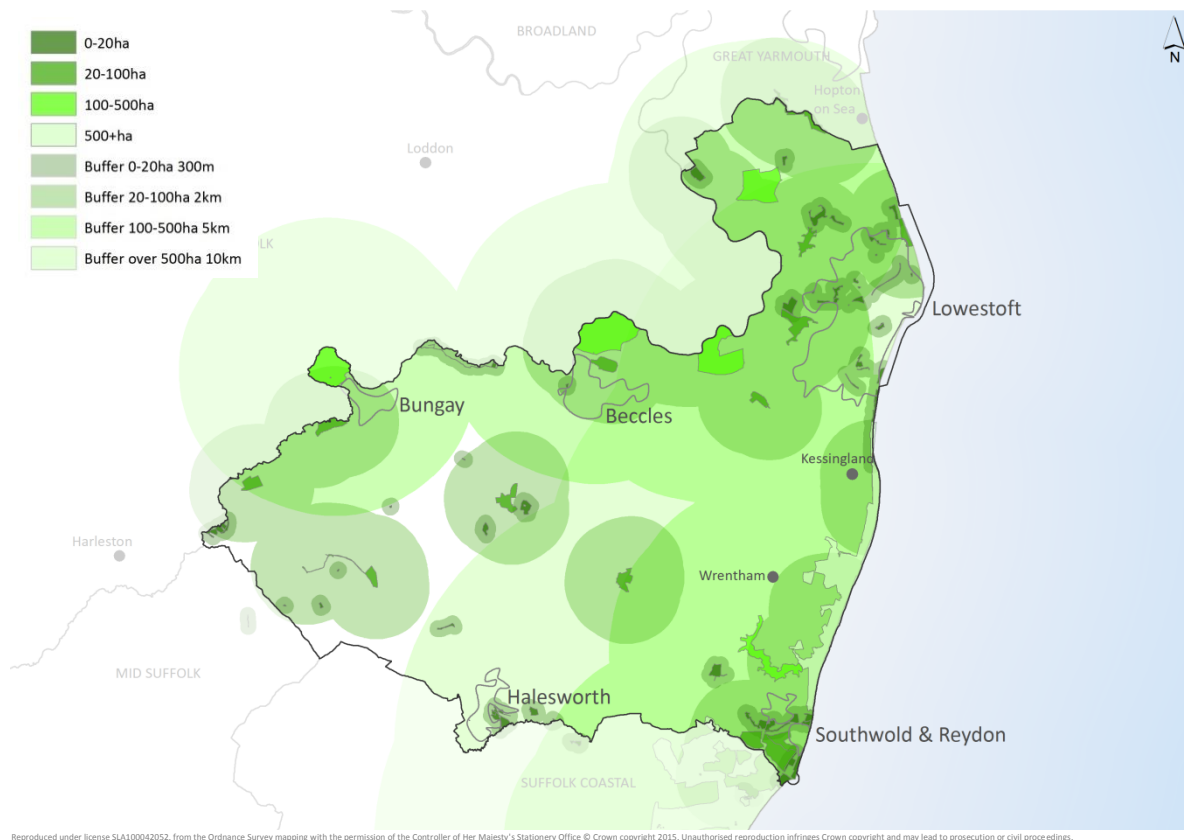 0-20ha
20-100ha
100-500ha
500+ha
Buffer 0-20ha 300m
Buffer 20-100ha 2km
Buffer 100-500ha 5km
Buffer over 500ha 10km
BROADLAND
GREAT YARMOUTH
N
Hopton
on Sea
Loddon
LK
Lowestoft
Bungay
Beccles
Kessingland
Harleston
Wrentham
MID SUFFOLK
Halesworth
Southwold & Reydon
SUFFOLK COASTAL
Reproduced under license SLA100042052, from the Ordnance Survey mapping with the permission of the Controller of Her Majesty's Stationery Office © Crown copyright 2015. Unauthorised reproduction infringes Crown copyright and may lead to prosecution or civil proceedings.